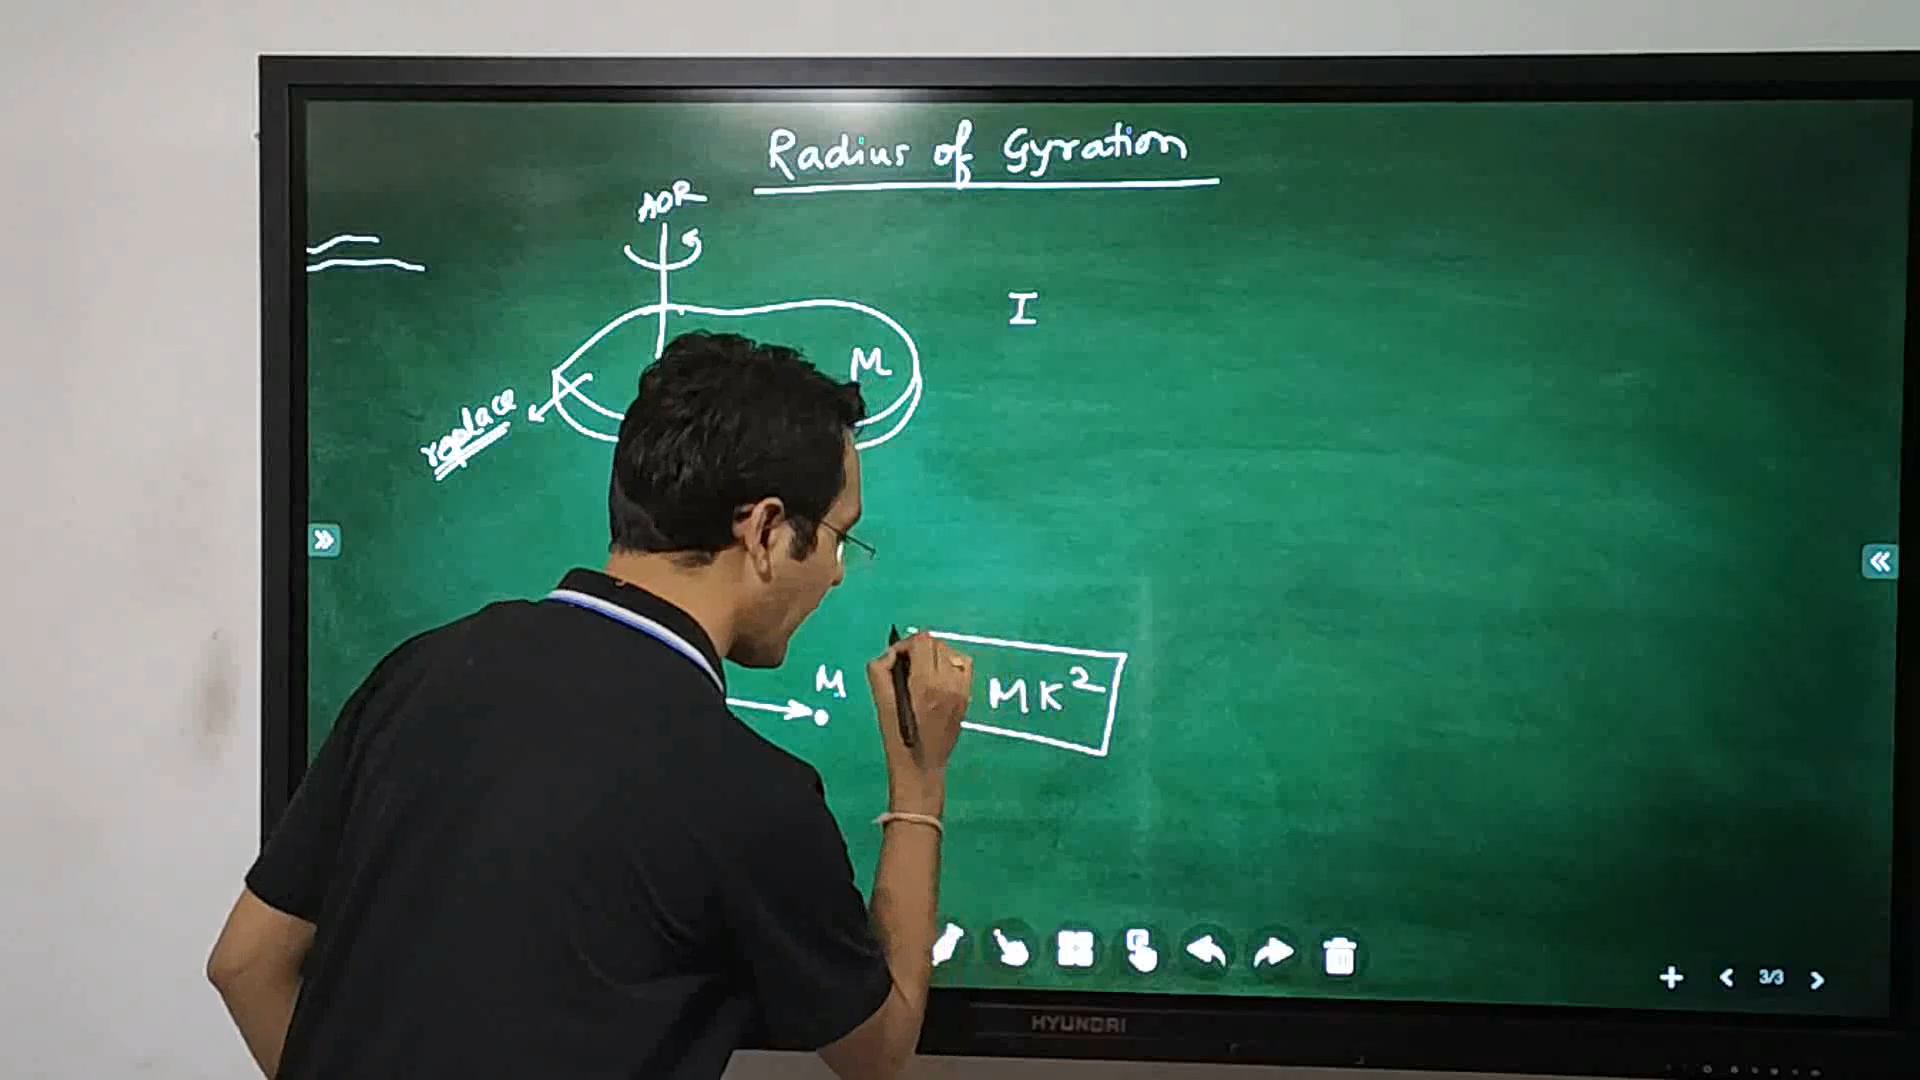 Radius of Gyration
AOR
I
M
replace
M
MK²
3/3
HYUNDAI